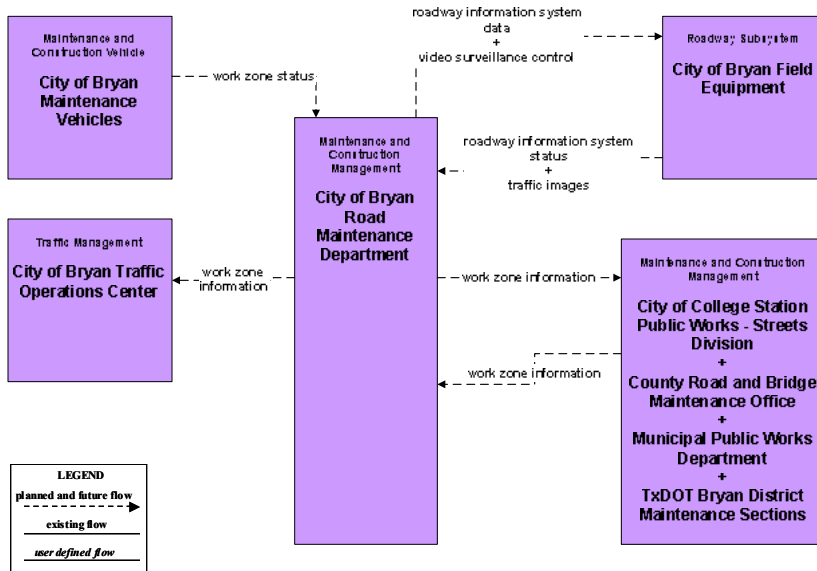 Maintenance and
Construction Vehicle
City of Bryan
Maintenance
Vehicles
work zone status
roadway information system
data
+
video surveillance control
Roadway Subsystem
City of Bryan Field
Equipment
Maintenance and
Construction
Management
City of Bryan
Road
Maintenance
Department
roadway information system
status
+
traffic images
Traffic Management
City of Bryan Traffic
Operations Center
work zone
information
work zone information
work zone information
Maintenance and Construction
Management
City of College Station
Public Works - Streets
Division
+
County Road and Bridge
Maintenance Office
+
Municipal Public Works
Department
+
TxDOT Bryan District
Maintenance Sections
LEGEND
planned and future flow
existing flow
user defined flow